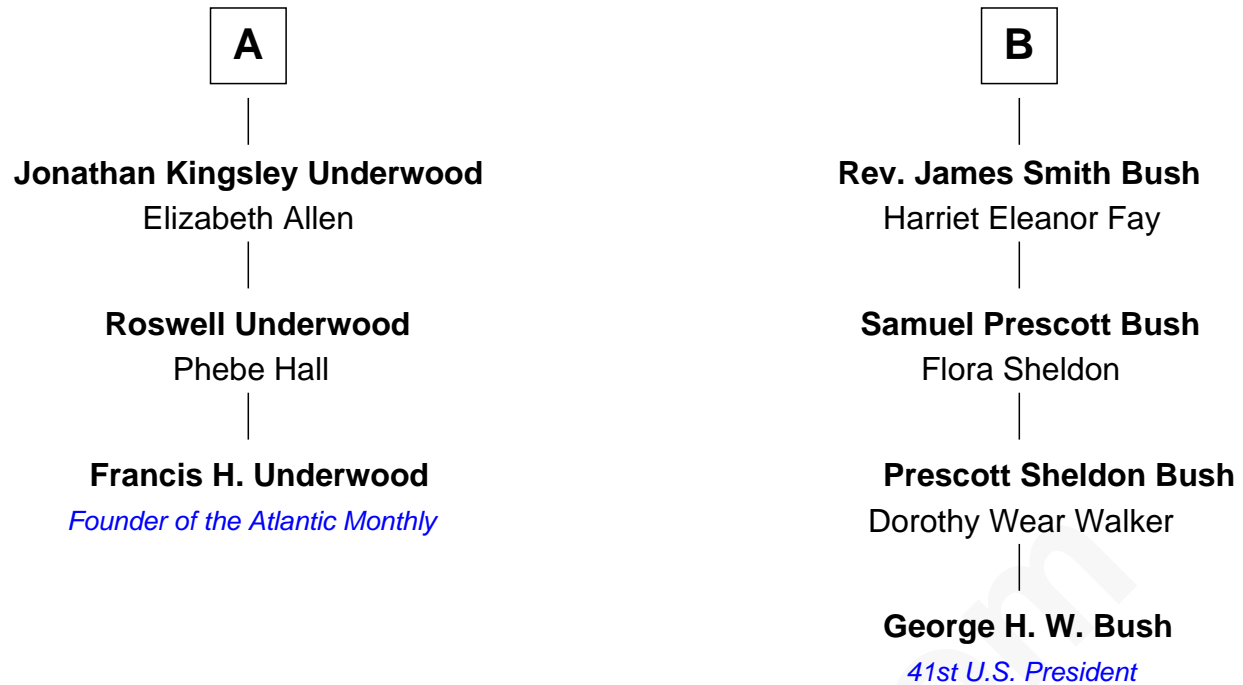 A
Jonathan Kingsley Underwood
Elizabeth Allen
Roswell Underwood
Phebe Hall
Francis H. Underwood
Founder of the Atlantic Monthly
B
Rev. James Smith Bush
Harriet Eleanor Fay
Samuel Prescott Bush
Flora Sheldon
Prescott Sheldon Bush
Dorothy Wear Walker
George H. W. Bush
41st U.S. President